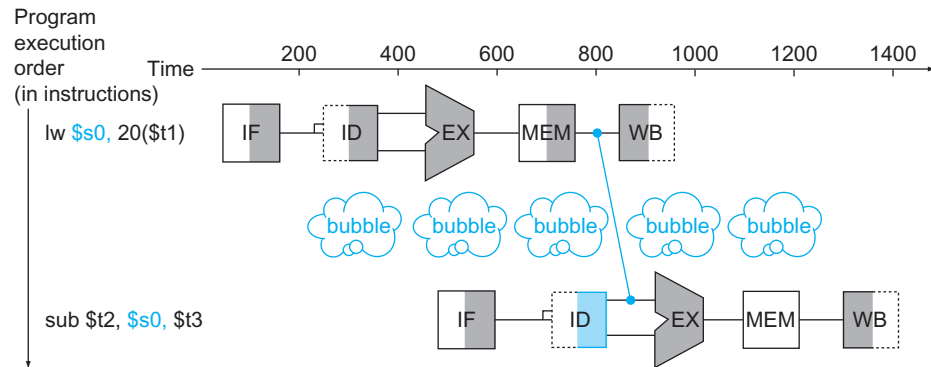 Program
execution
order
(in instructions)
Time
200 400 600 800 1000 1200 1400
lw $s0, 20($t1)
IF ID EX MEM WB
bubble bubble bubble bubble bubble
sub $t2, $s0, $t3
IF ID EX MEM WB